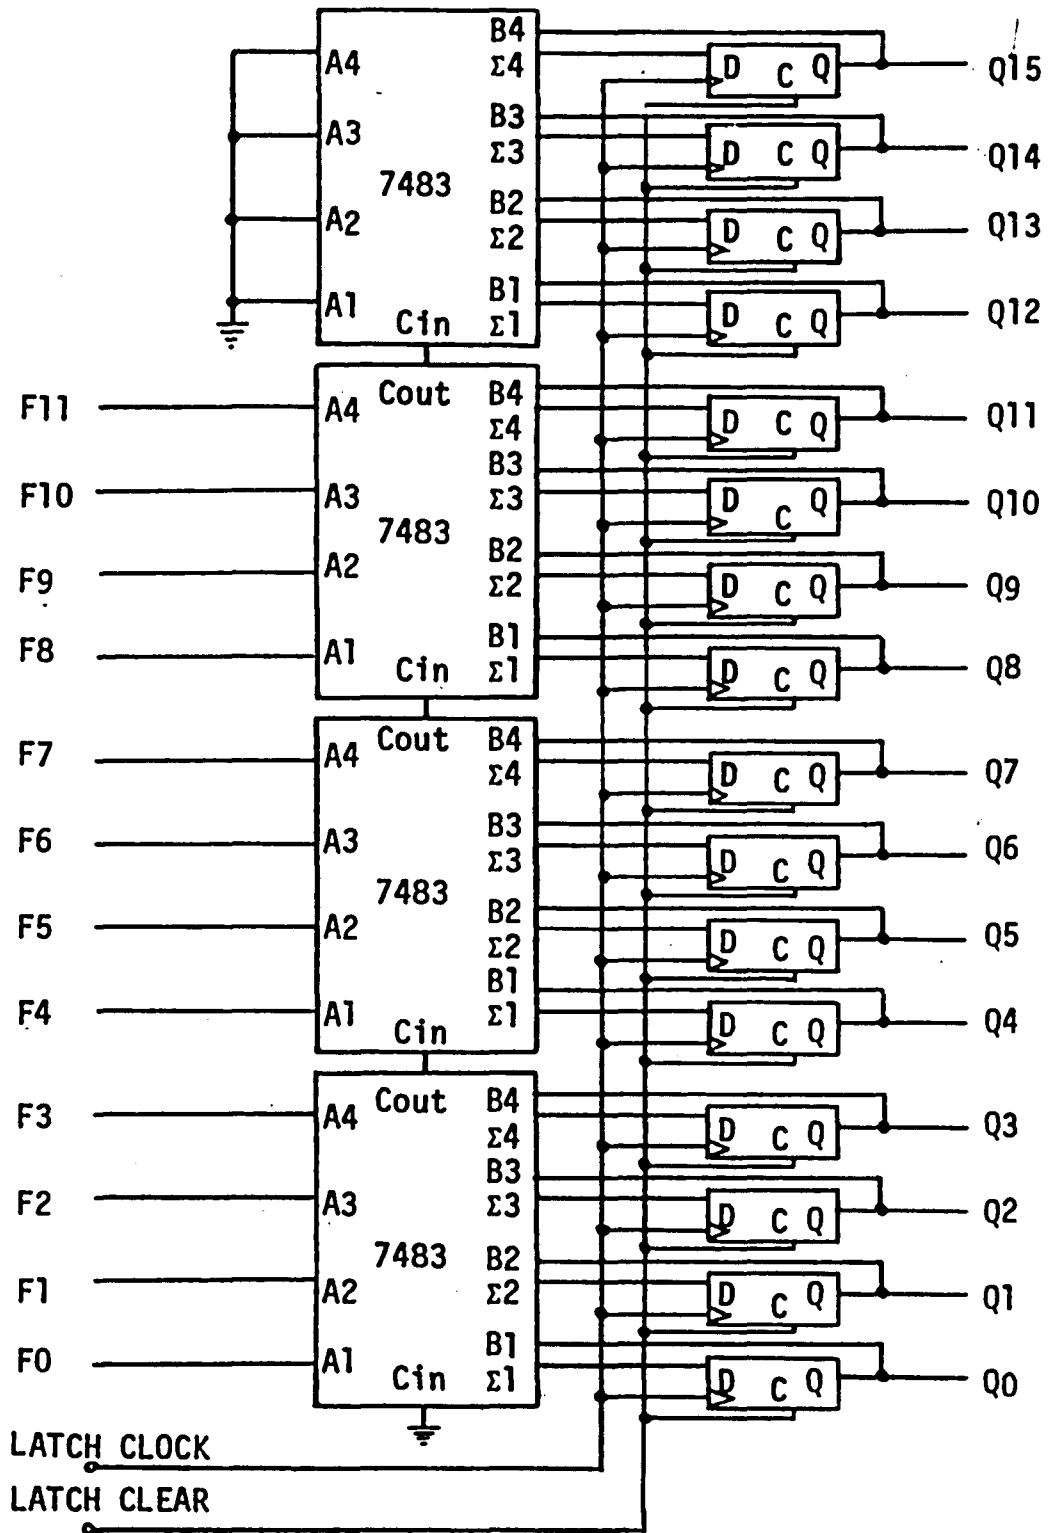 B4
A4 Σ4 D C Q Q15
B3
A3 Σ3 D C Q Q14
7483
B2
A2 Σ2 D C Q Q13
B1
A1 Cin Σ1 D C Q Q12
Cout B4
F11 A4 Σ4 D C Q Q11
B3
F10 A3 Σ3 D C Q Q10
7483
B2
F9 A2 Σ2 D C Q Q9
B1
F8 A1 Cin Σ1 D C Q Q8
Cout B4
F7 A4 Σ4 D C Q Q7
B3
F6 A3 Σ3 D C Q Q6
7483
B2
F5 A2 Σ2 D C Q Q5
B1
F4 A1 Cin Σ1 D C Q Q4
Cout B4
F3 A4 Σ4 D C Q Q3
B3
F2 A3 Σ3 D C Q Q2
7483
B2
F1 A2 Σ2 D C Q Q1
B1
F0 A1 Cin Σ1 D C Q Q0
LATCH CLOCK
LATCH CLEAR